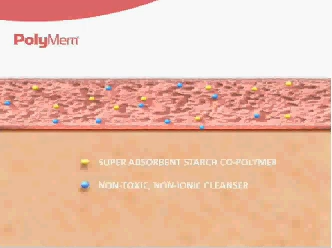 PolyMem
SUPER ABSORBENT STARCH CO-POLYMER
NON-TOXIC, NON-IONIC CLEANSER